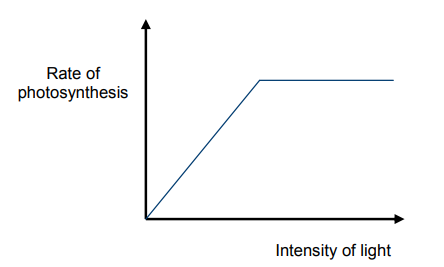 Rate of
photosynthesis
Intensity of light